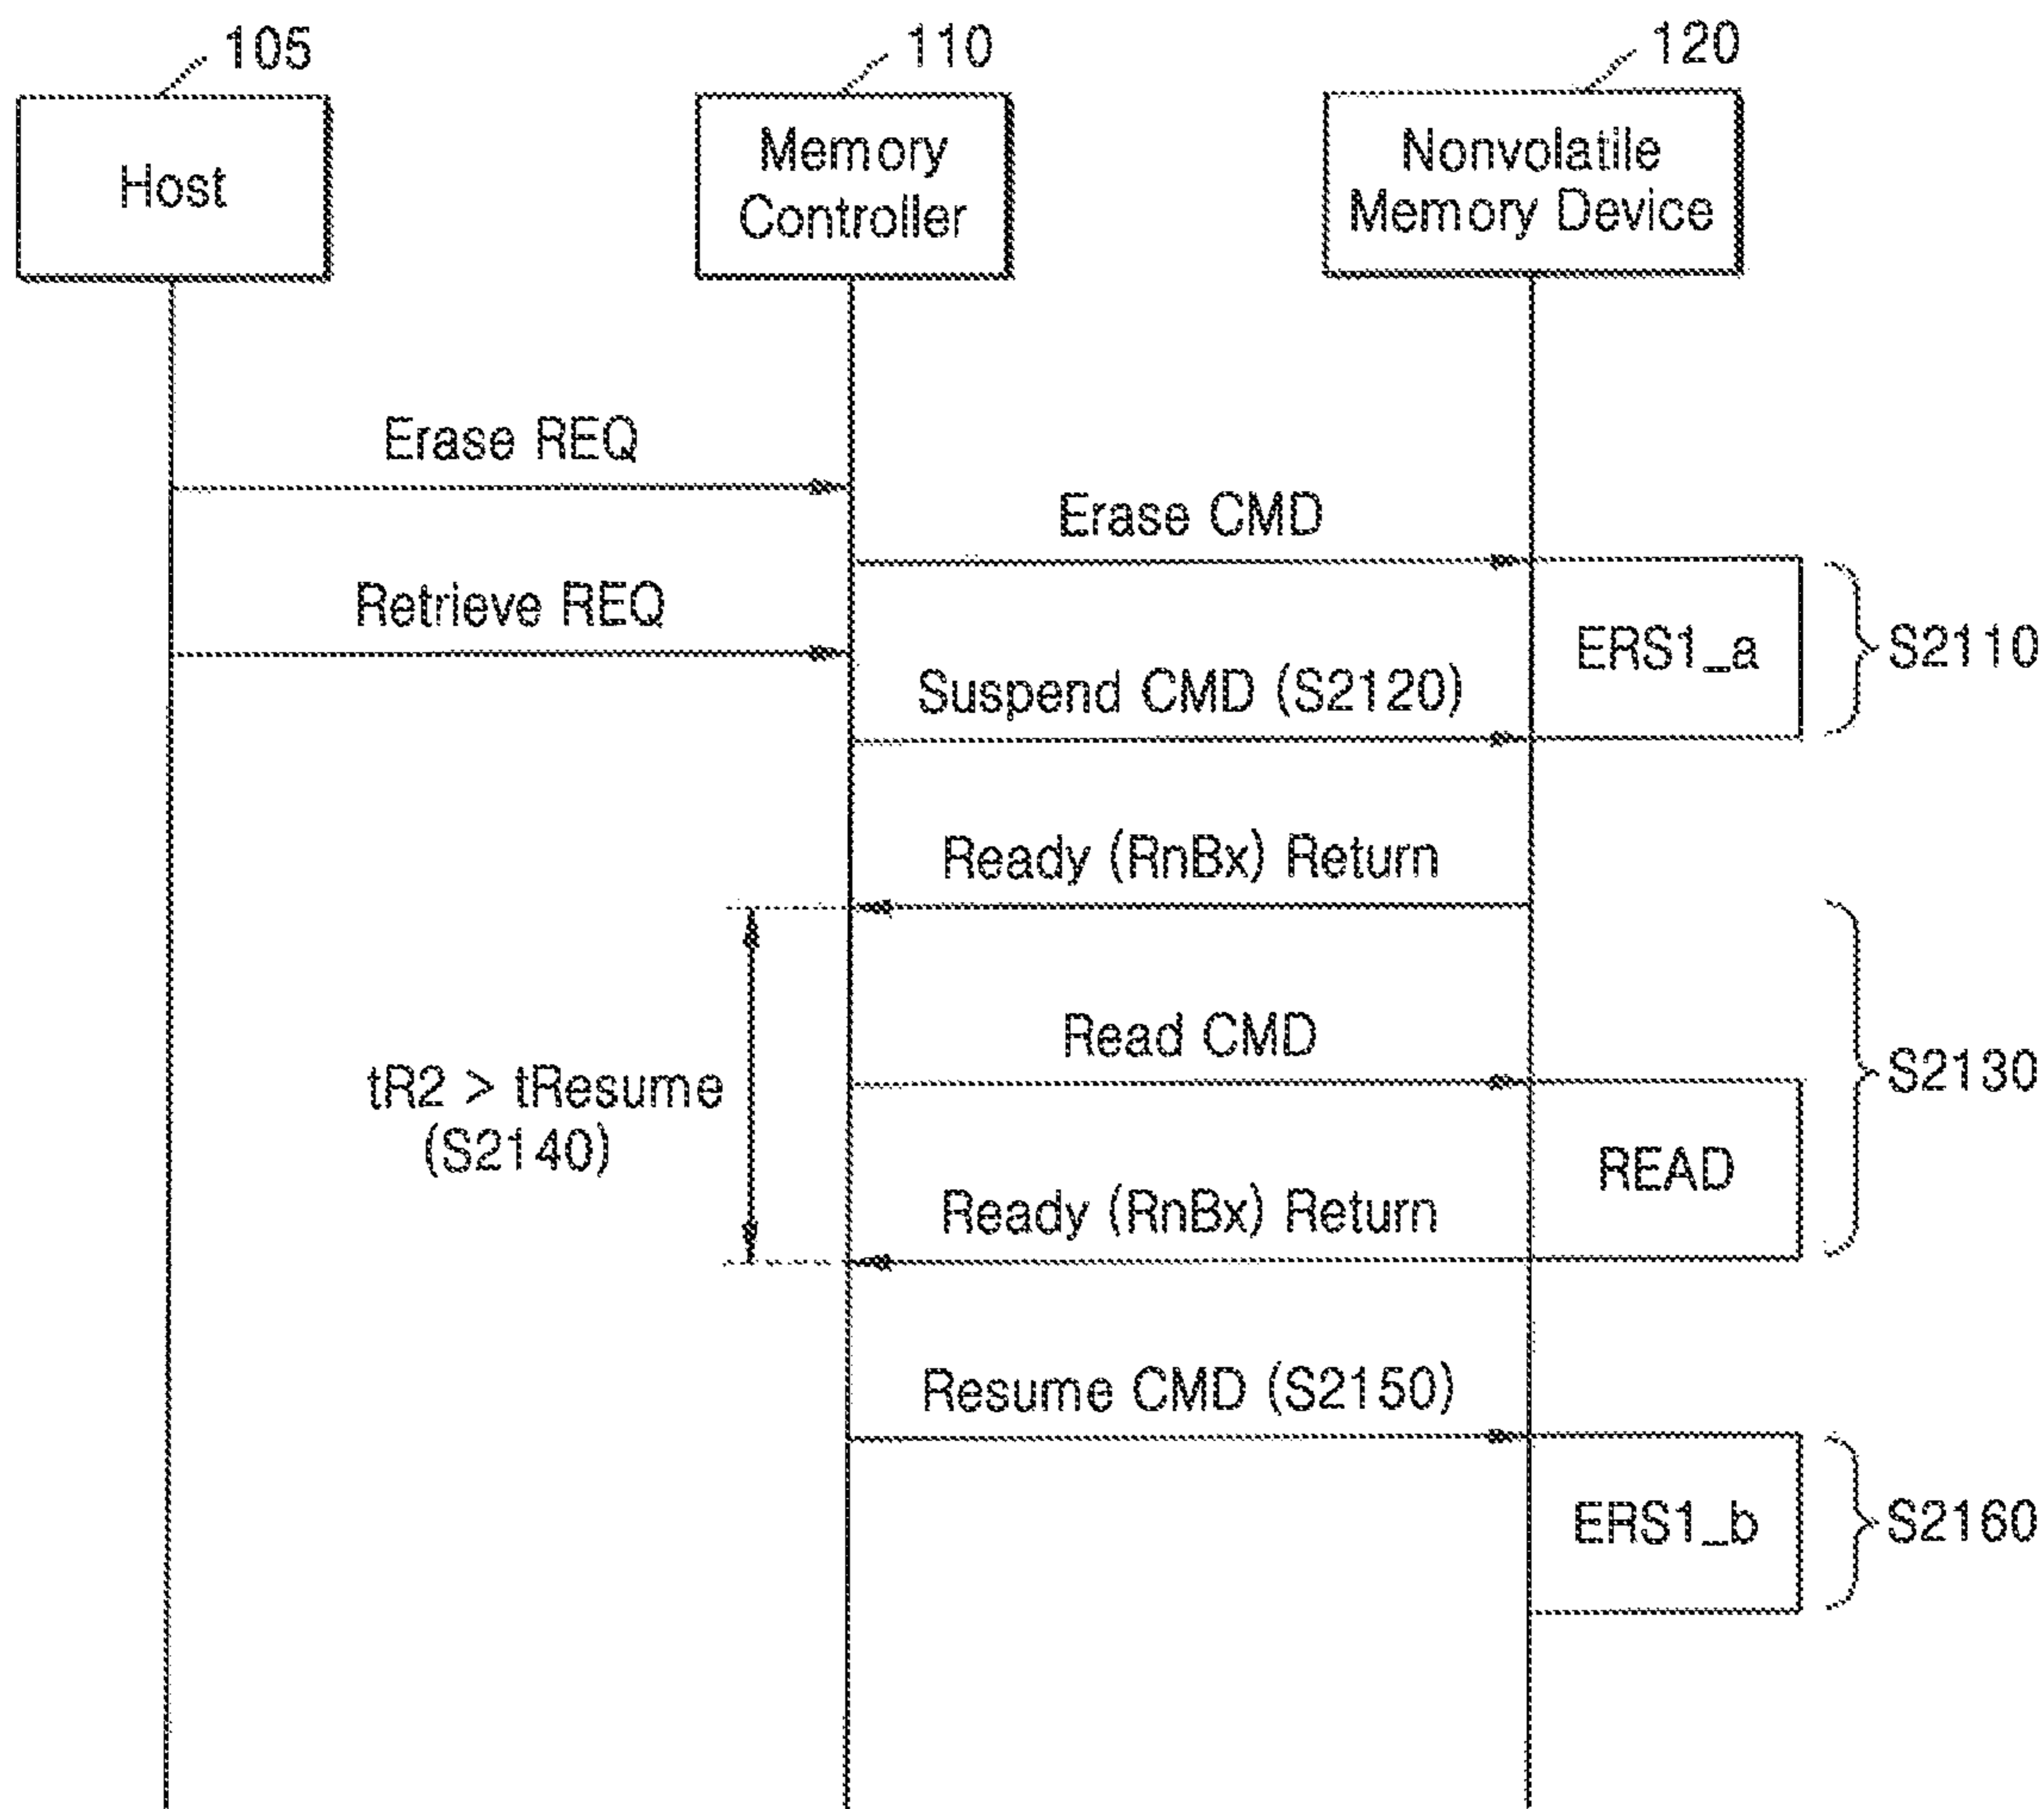 105
110
120
Host
Memory
Controller
Nonvolatile
Memory Device
Erase REQ
Erase CMD
Retrieve REQ
ERS1_a
S2110
Suspend CMD (S2120)
Ready (RnBx) Return
Read CMD
tR2 > tResume
(S2140)
S2130
READ
Ready (RnBx) Return
Resume CMD (S2150)
ERS1_b
S2160